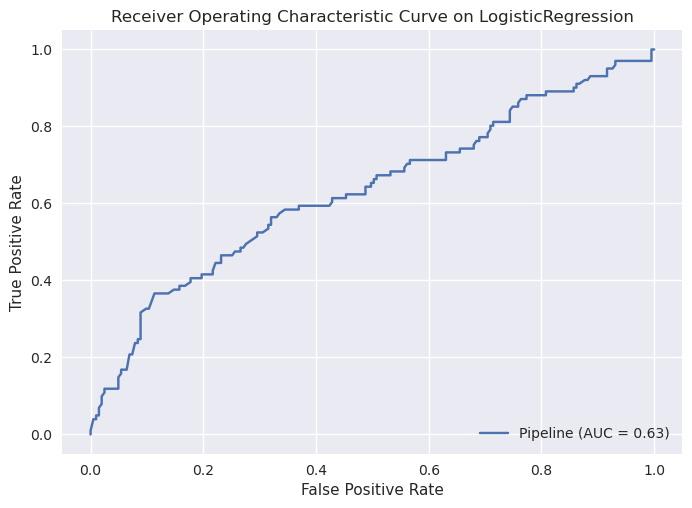 Receiver Operating Characteristic Curve on LogisticRegression
1.0
0.8
0.6
0.4
0.2
0.0
True Positive Rate
Pipeline (AUC = 0.63)
0.0 0.2 0.4 0.6 0.8 1.0
False Positive Rate